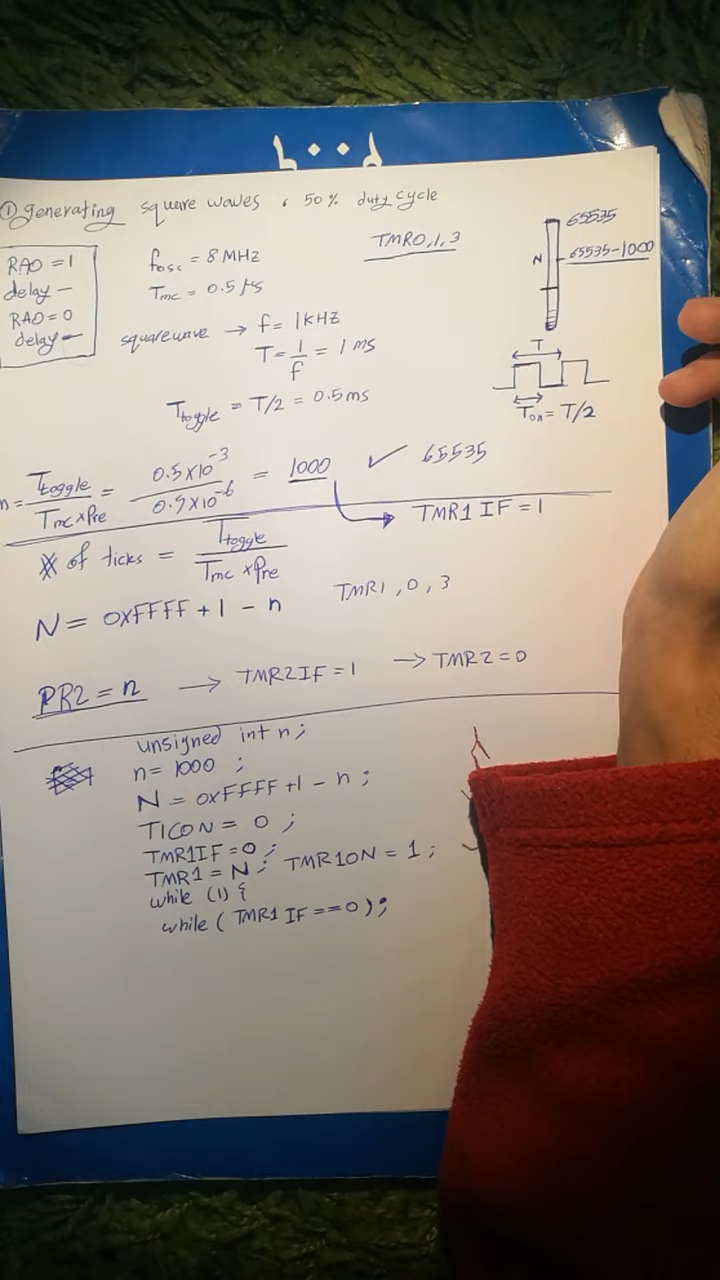 ① generating square waves, 50% duty cycle
RA0 = 1
delay —
RA0 = 0
delay —
fosc = 8 MHz
Tmc = 0.5 µs
TMR0,1,3
squarewave → f = 1KHZ
T = 1/f = 1 ms
Ttoggle = T/2 = 0.5 ms
65535
N
65535-1000
T
Ton = T/2
n = Ttoggle / Tmc x Pre = 0.5X10^-3 / 0.5X10^-6 = 1000 ✓ 65535
→ TMR1 IF = 1
# of ticks = Ttoggle / Tmc x Pre
N = 0XFFFF + 1 - n TMR1, 0, 3
PR2 = n → TMR2IF = 1 → TMR2 = 0
unsigned int n;
n = 1000 ;
N = 0XFFFF +1 - n ;
T1CON = 0 ;
TMR1IF = 0 ;
TMR1 = N ; TMR1ON = 1 ;
while (1) {
while ( TMR1 IF == 0 ) ;